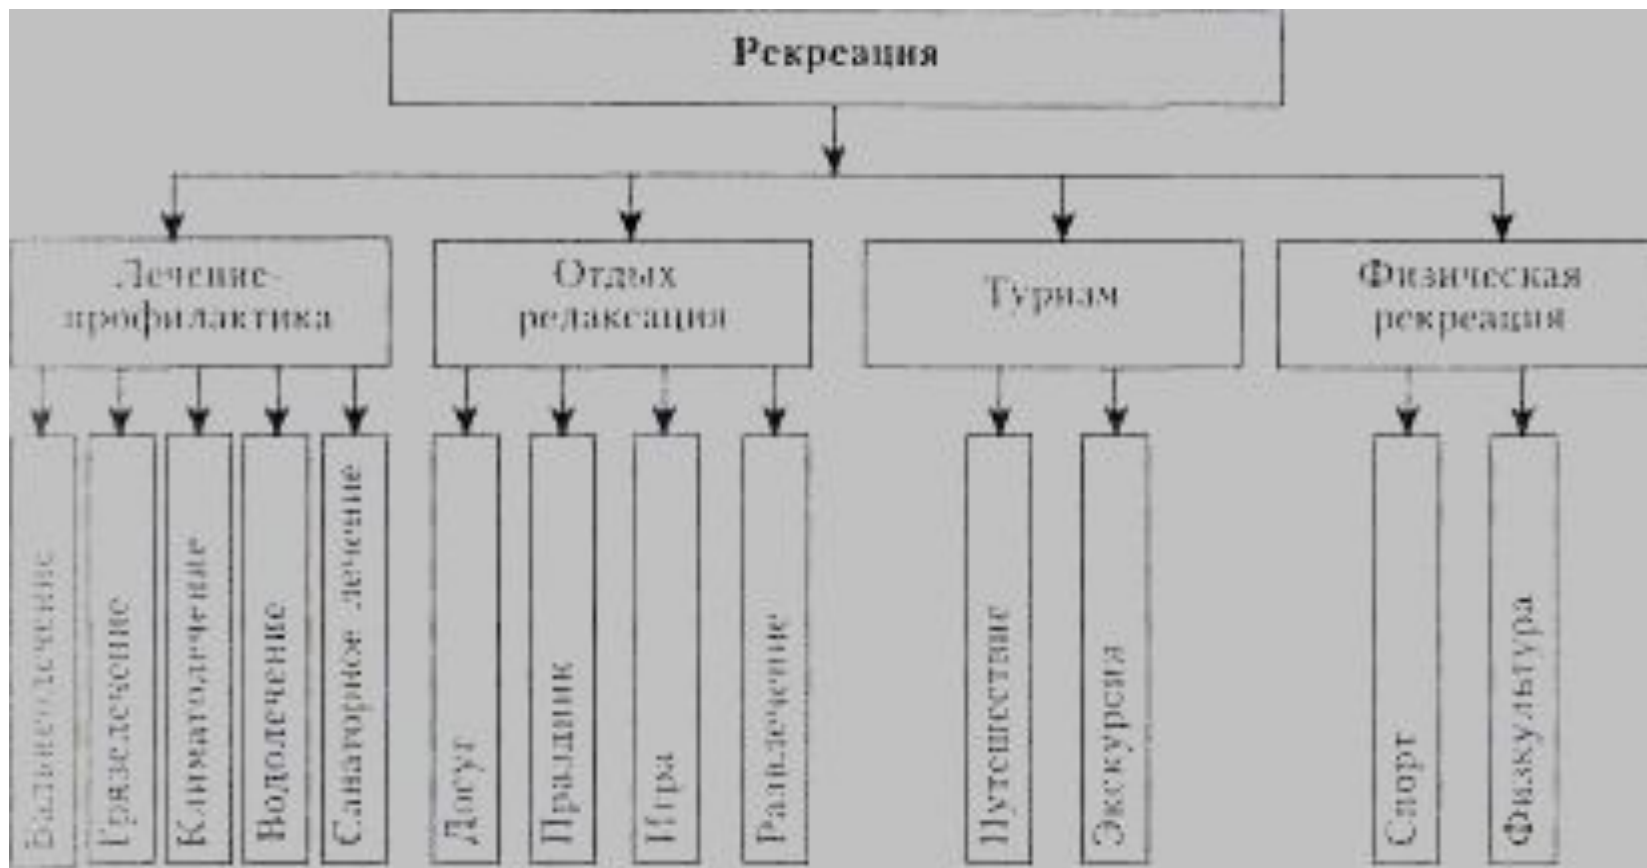 Рекреация
Лечение-
профилактика
Отдых
релаксация
Туризм
Физическая
рекреация
Бальнеолечение
Грязелечение
Климатолечение
Водолечение
Санаторное лечение
Досуг
Праздник
Игра
Развлечение
Путешествие
Экскурсия
Спорт
Физкультура